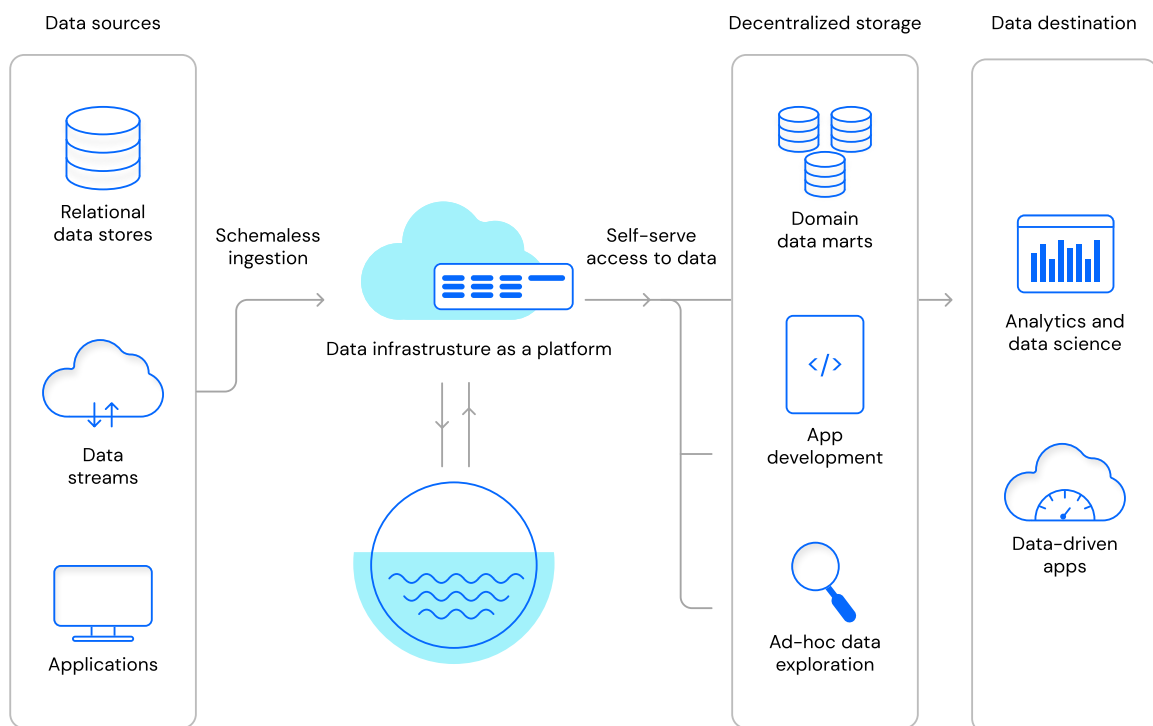 Data sources
Decentralized storage
Data destination
Relational
data stores
Schemaless
ingestion
Self-serve
access to data
Domain
data marts
Data infrastrusture as a platform
Analytics and
data science
Data
streams
App
development
</>
Data-driven
apps
Applications
Ad-hoc data
exploration